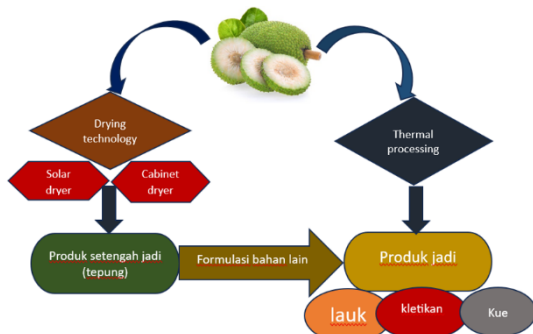 Drying
technology
Thermal
processing
Solar
dryer
Cabinet
dryer
Produk setengah jadi
(tepung)
Formulasi bahan lain
Produk jadi
lauk
kletikan
Kue